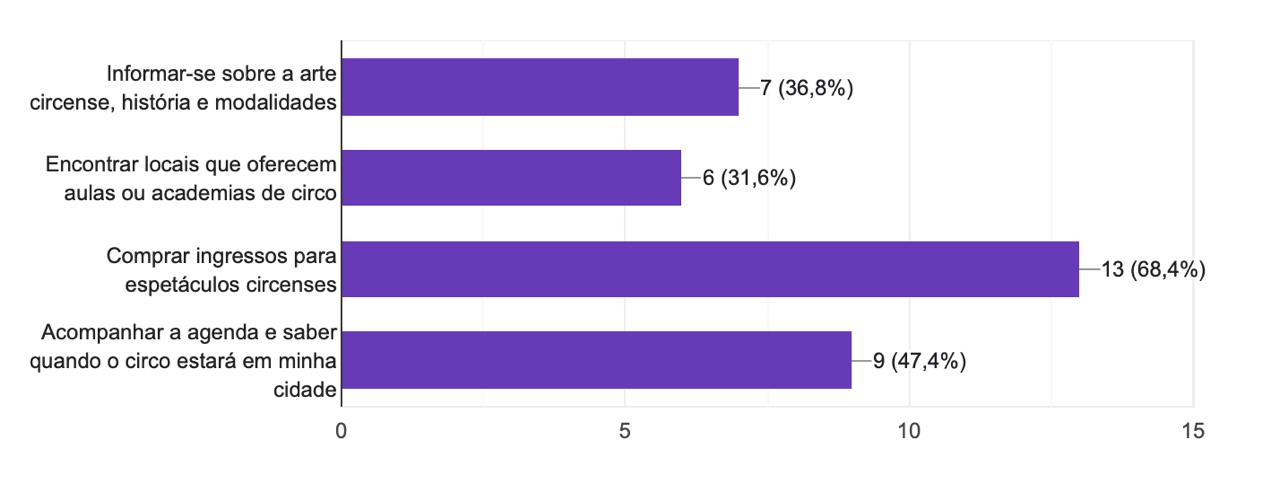 Informar-se sobre a arte
circense, história e modalidades
7 (36,8%)
Encontrar locais que oferecem
aulas ou academias de circo
6 (31,6%)
Comprar ingressos para
espetáculos circenses
13 (68,4%)
Acompanhar a agenda e saber
quando o circo estará em minha
cidade
9 (47,4%)
0 5 10 15